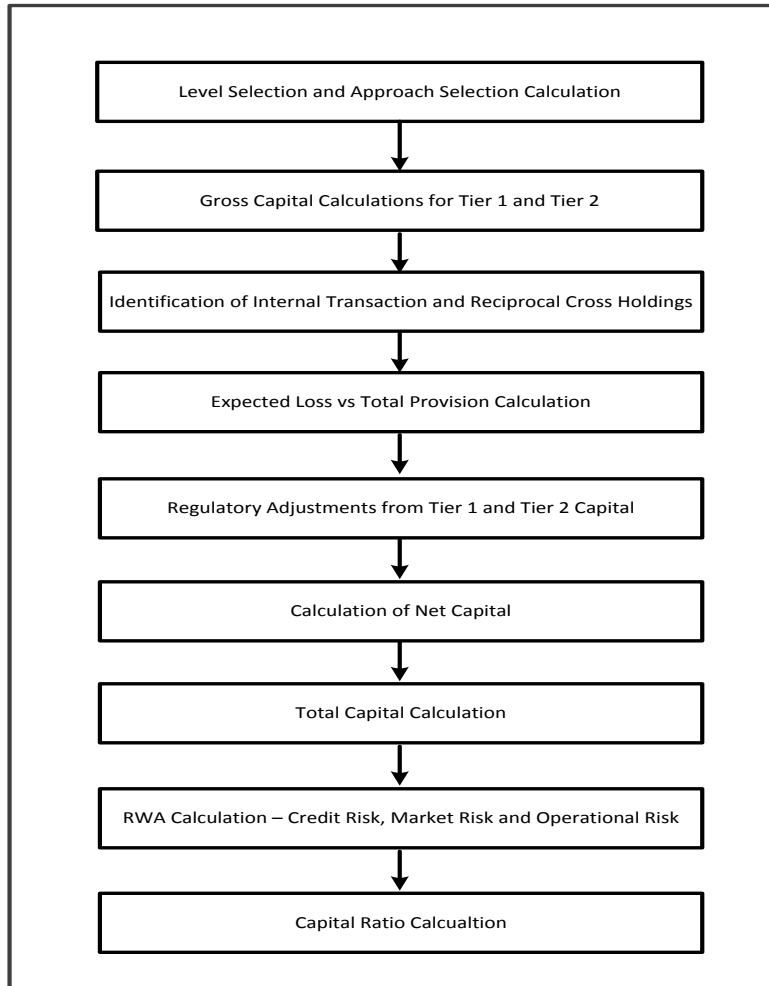 Level Selection and Approach Selection Calculation
Gross Capital Calculations for Tier 1 and Tier 2
Identification of Internal Transaction and Reciprocal Cross Holdings
Expected Loss vs Total Provision Calculation
Regulatory Adjustments from Tier 1 and Tier 2 Capital
Calculation of Net Capital
Total Capital Calculation
RWA Calculation – Credit Risk, Market Risk and Operational Risk
Capital Ratio Calcualtion